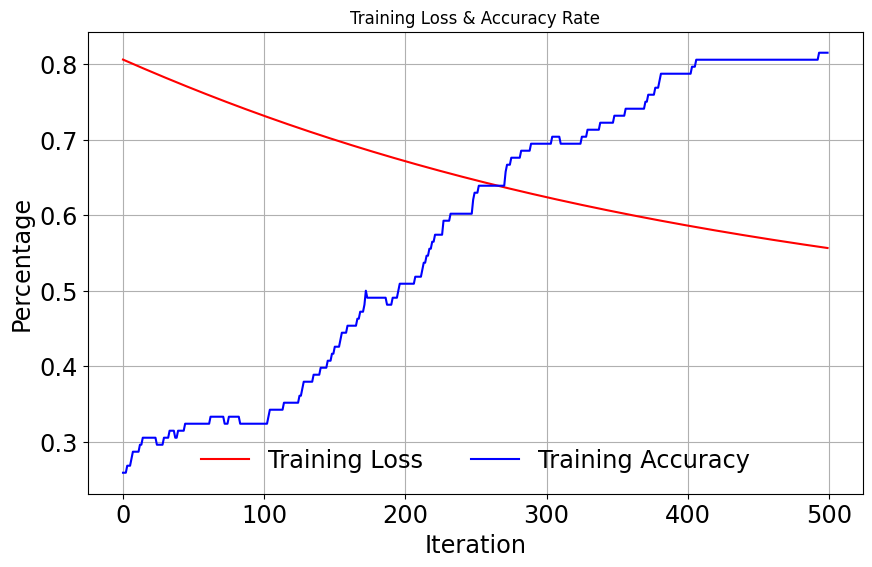 Training Loss & Accuracy Rate
Percentage
0.8
0.7
0.6
0.5
0.4
0.3
Training Loss
Training Accuracy
0 100 200 300 400 500
Iteration